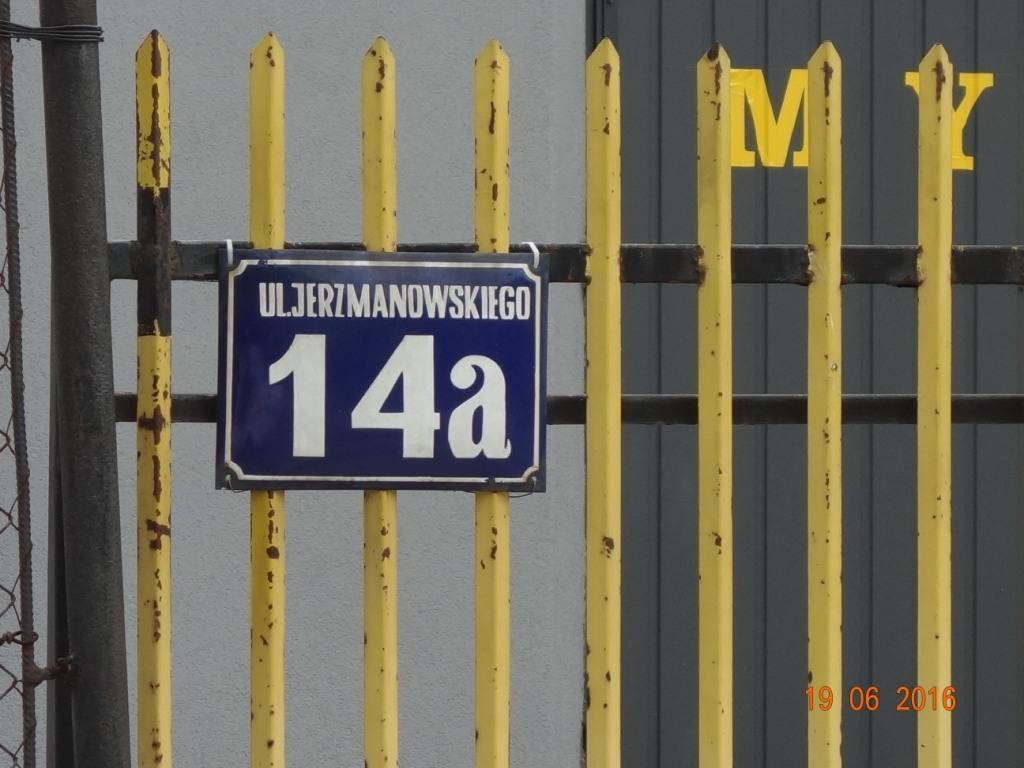 M Y
UL.JERZMANOWSKIEGO
14a
19 06 2016